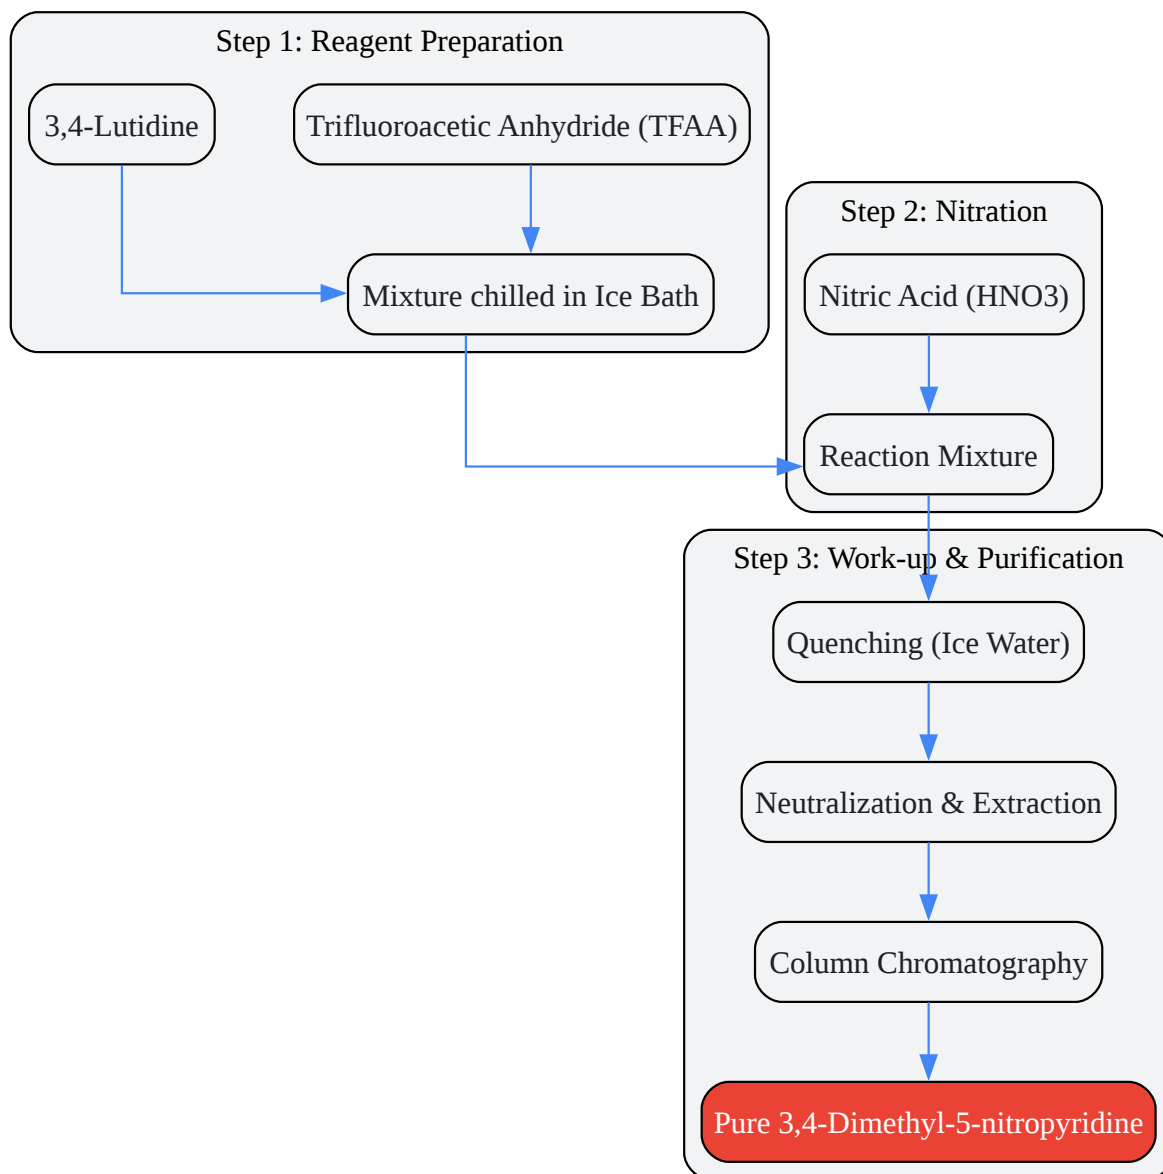 Step 1: Reagent Preparation
3,4-Lutidine
Trifluoroacetic Anhydride (TFAA)
Mixture chilled in Ice Bath
Step 2: Nitration
Nitric Acid (HNO3)
Reaction Mixture
Step 3: Work-up & Purification
Quenching (Ice Water)
Neutralization & Extraction
Column Chromatography
Pure 3,4-Dimethyl-5-nitropyridine